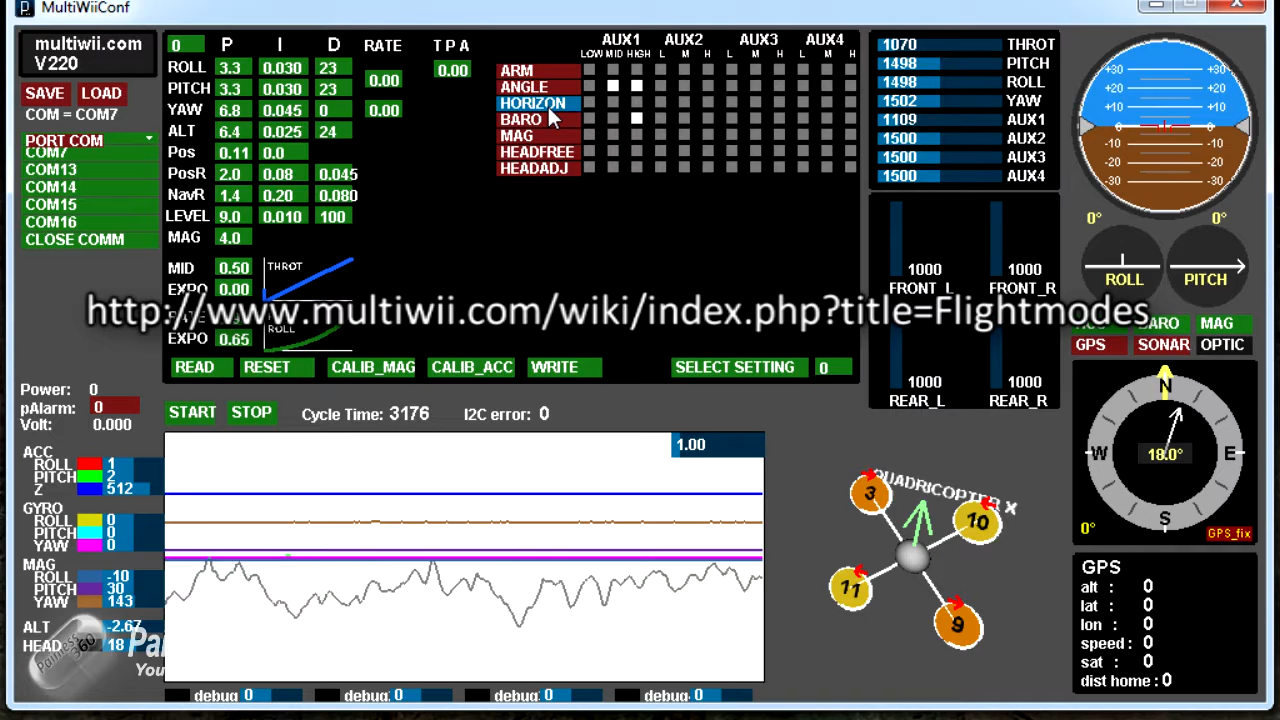 MultiWiiConf
multiwii.com
V220
SAVE LOAD
COM = COM7
PORT COM
COM7
COM13
COM14
COM15
COM16
CLOSE COMM
0 P I D RATE T P A
ROLL 3.3 0.030 23 0.00 0.00
PITCH 3.3 0.030 23
YAW 6.8 0.045 0 0.00
ALT 6.4 0.025 24
Pos 0.11 0.0
PosR 2.0 0.08 0.045
NavR 1.4 0.20 0.080
LEVEL 9.0 0.010 100
MAG 4.0
MID 0.50 THROT
EXPO 0.00
ROLL
EXPO 0.65
AUX1 AUX2 AUX3 AUX4
LOW MID HIGH L M H L M H L M H
ARM
ANGLE
HORIZON
BARO
MAG
HEADFREE
HEADADJ
READ RESET CALIB_MAG CALIB_ACC WRITE SELECT SETTING 0
1070 THROT
1498 PITCH
1498 ROLL
1502 YAW
1109 AUX1
1500 AUX2
1500 AUX3
1500 AUX4
1000 1000
FRONT_L FRONT_R
1000 1000
REAR_L REAR_R
+30 +30
+20 +20
+10 +10
0 0
-10 -10
-20 -20
-30 -30
0° 0°
ROLL PITCH
http://www.multiwii.com/wiki/index.php?title=Flightmodes
BARO MAG
GPS SONAR OPTIC
Power: 0
pAlarm: 0
Volt: 0.000
START STOP Cycle Time: 3176 I2C error: 0
1.00
ACC
ROLL 1
PITCH 2
Z 512
GYRO
ROLL 0
PITCH 0
YAW 0
MAG
ROLL -10
PITCH 30
YAW 143
ALT -2.67
HEAD 18
Painless
360
Pai
You
debug 0 debug 0 debug 0 debug 0
QUADRICOPTER X
3
10
11
9
N
W 18.0° E
S
0° GPS_fix
GPS
alt : 0
lat : 0
lon : 0
speed : 0
sat : 0
dist home : 0